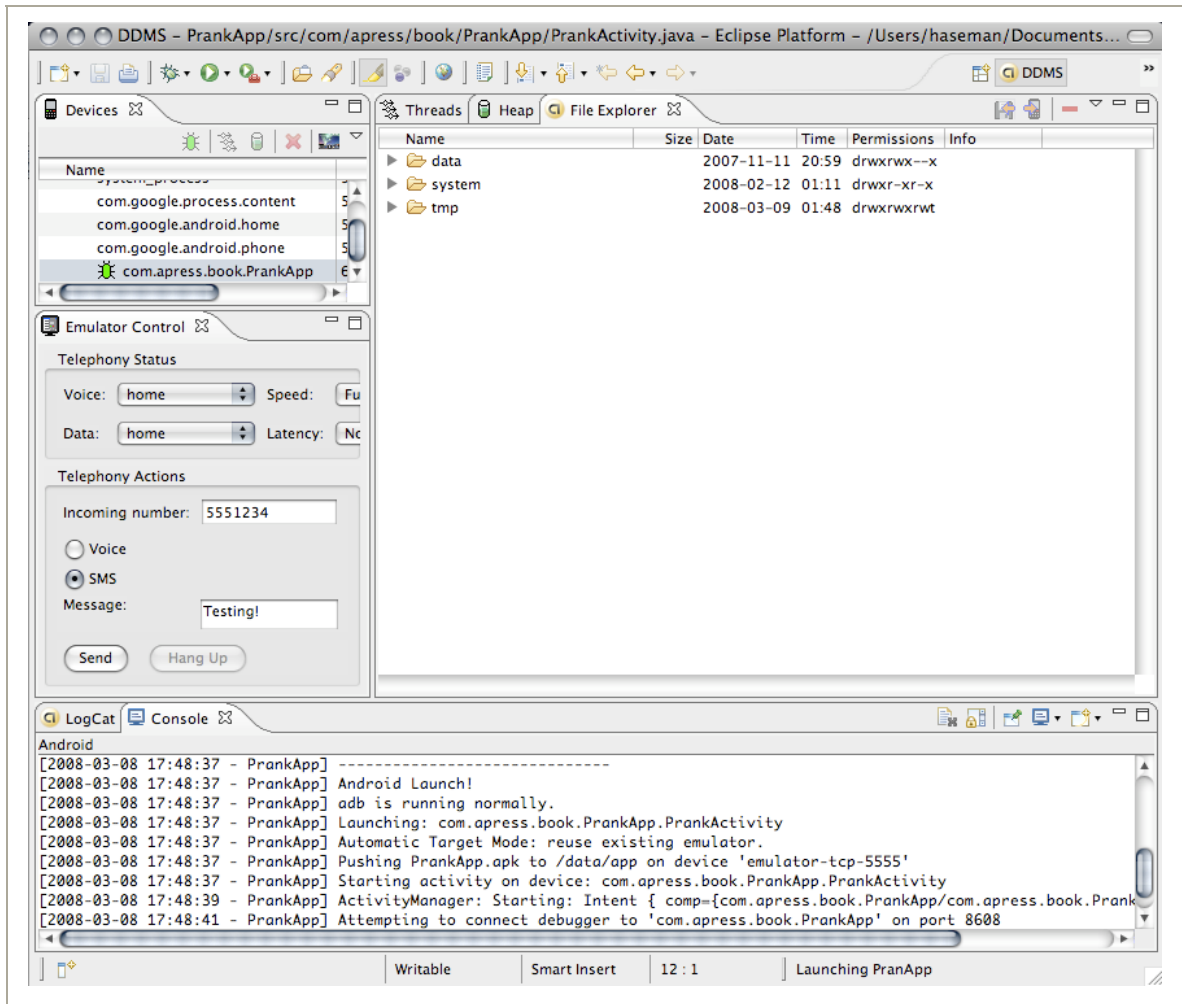 DDMS – PrankApp/src/com/apress/book/PrankApp/PrankActivity.java – Eclipse Platform – /Users/haseman/Documents...
DDMS
»
Devices
Name
system_process
com.google.process.content 5
com.google.android.home 5
com.google.android.phone 5
com.apress.book.PrankApp 6
Threads Heap File Explorer
Name Size Date Time Permissions Info
data 2007-11-11 20:59 drwxrwx--x
system 2008-02-12 01:11 drwxr-xr-x
tmp 2008-03-09 01:48 drwxrwxrwt
Emulator Control
Telephony Status
Voice: home Speed: Fu
Data: home Latency: No
Telephony Actions
Incoming number: 5551234
Voice
SMS
Message: Testing!
Send Hang Up
LogCat Console
Android
[2008-03-08 17:48:37 - PrankApp] ------------------------------
[2008-03-08 17:48:37 - PrankApp] Android Launch!
[2008-03-08 17:48:37 - PrankApp] adb is running normally.
[2008-03-08 17:48:37 - PrankApp] Launching: com.apress.book.PrankApp.PrankActivity
[2008-03-08 17:48:37 - PrankApp] Automatic Target Mode: reuse existing emulator.
[2008-03-08 17:48:37 - PrankApp] Pushing PrankApp.apk to /data/app on device 'emulator-tcp-5555'
[2008-03-08 17:48:37 - PrankApp] Starting activity on device: com.apress.book.PrankApp.PrankActivity
[2008-03-08 17:48:39 - PrankApp] ActivityManager: Starting: Intent { comp={com.apress.book.PrankApp/com.apress.book.Prank
[2008-03-08 17:48:41 - PrankApp] Attempting to connect debugger to 'com.apress.book.PrankApp' on port 8608
Writable Smart Insert 12 : 1 Launching PranApp